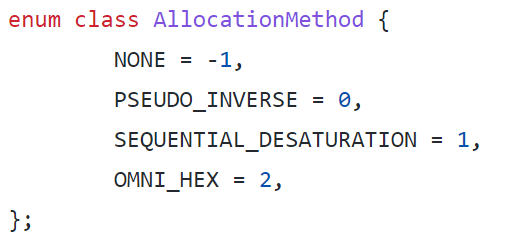 enum class AllocationMethod {
NONE = -1,
PSEUDO_INVERSE = 0,
SEQUENTIAL_DESATURATION = 1,
OMNI_HEX = 2,
};